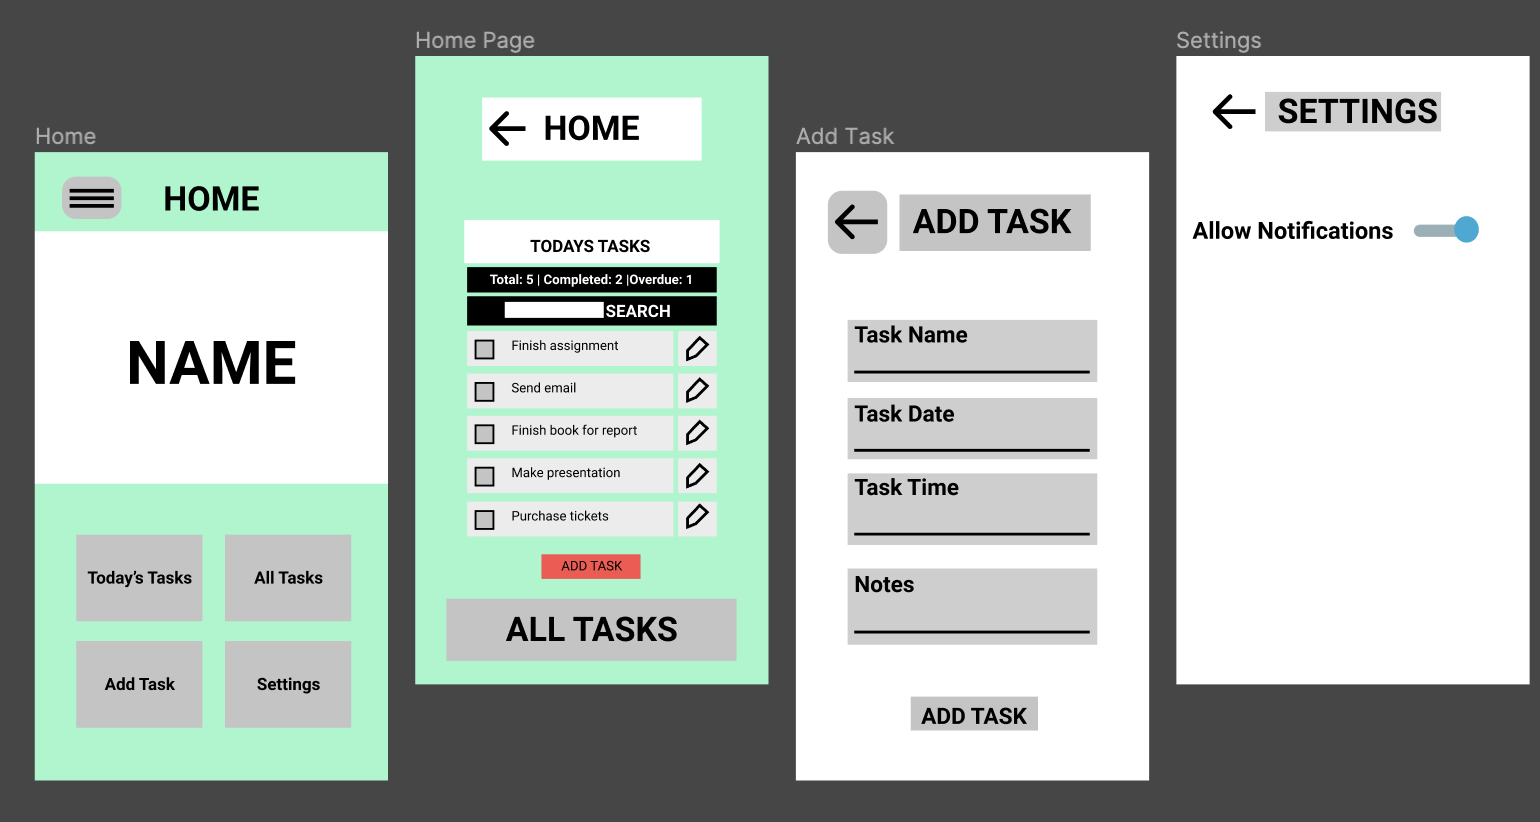 Home
HOME
NAME
Today's Tasks
All Tasks
Add Task
Settings
Home Page
HOME
TODAYS TASKS
Total: 5 | Completed: 2 |Overdue: 1
SEARCH
Finish assignment
Send email
Finish book for report
Make presentation
Purchase tickets
ADD TASK
ALL TASKS
Add Task
ADD TASK
Task Name
Task Date
Task Time
Notes
ADD TASK
Settings
SETTINGS
Allow Notifications